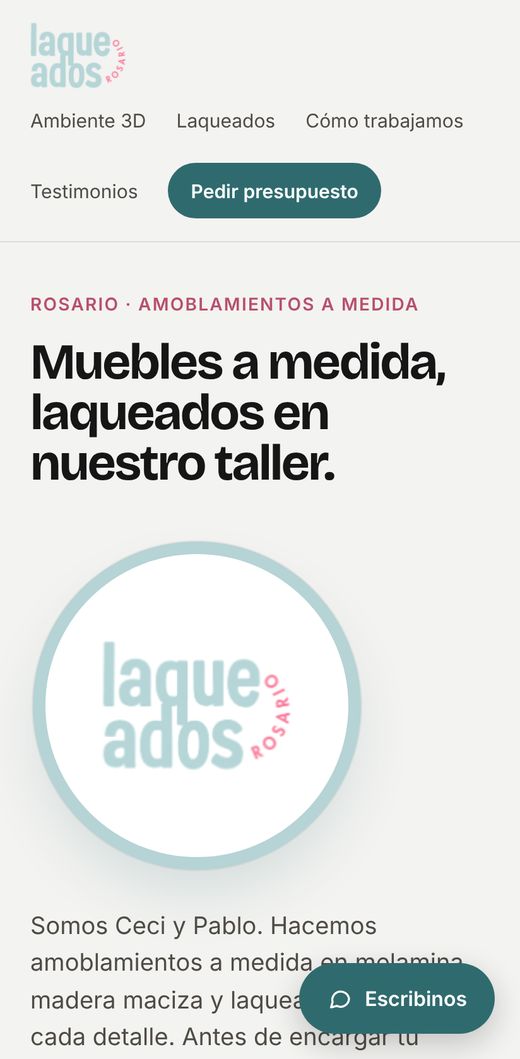 laque
ados
ROSARIO
Ambiente 3D Laqueados Cómo trabajamos
Testimonios Pedir presupuesto
ROSARIO · AMOBLAMIENTOS A MEDIDA
Muebles a medida,
laqueados en
nuestro taller.
laque
ados
ROSARIO
Somos Ceci y Pablo. Hacemos
amoblamientos a medida en melamina,
madera maciza y laquea
cada detalle. Antes de encargar tu
Escribinos